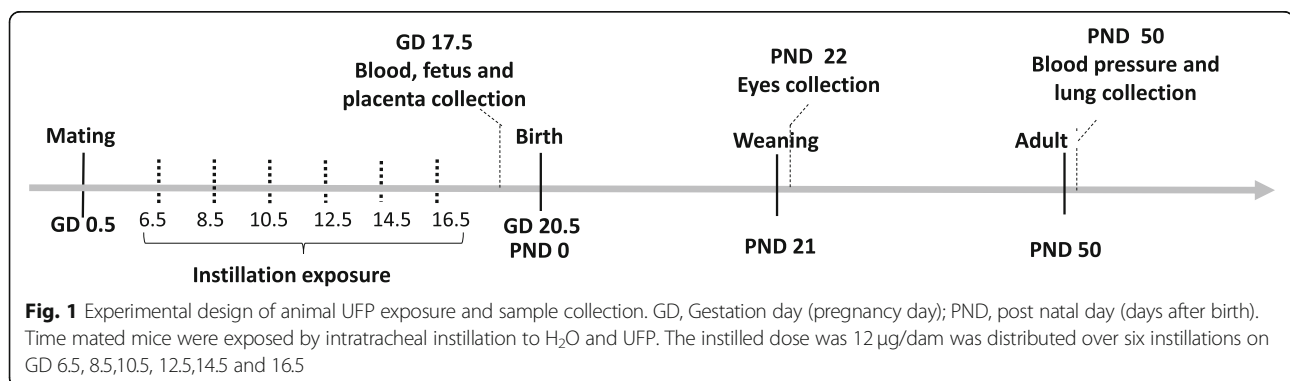 GD 17.5
Blood, fetus and
placenta collection
PND 22
Eyes collection
PND 50
Blood pressure and
lung collection
Mating
Birth
Weaning
Adult
GD 0.5
6.5 8.5 10.5 12.5 14.5 16.5
GD 20.5
PND 0
PND 21
PND 50
Instillation exposure
Fig. 1 Experimental design of animal UFP exposure and sample collection. GD, Gestation day (pregnancy day); PND, post natal day (days after birth).
Time mated mice were exposed by intratracheal instillation to H₂O and UFP. The instilled dose was 12 μg/dam was distributed over six instillations on
GD 6.5, 8.5,10.5, 12.5,14.5 and 16.5